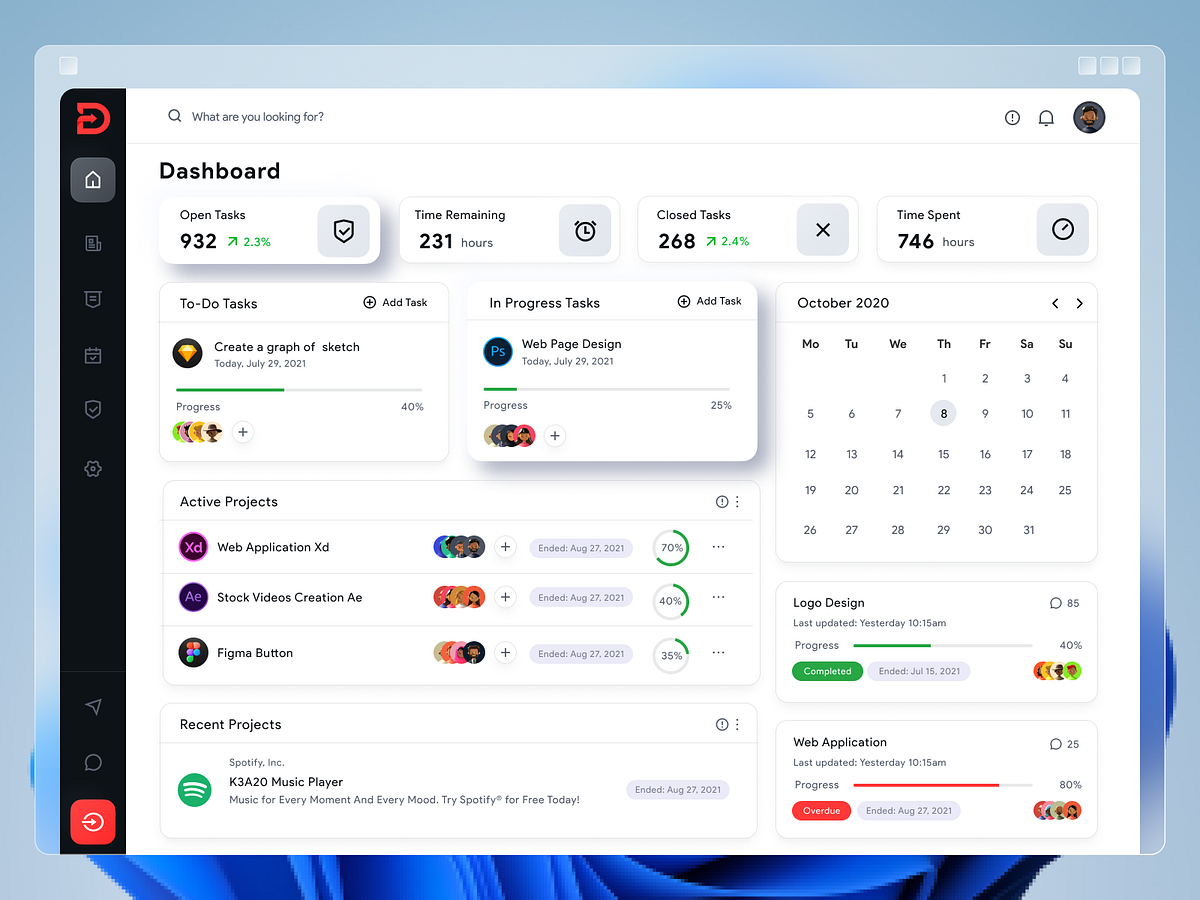 What are you looking for?
Dashboard
Open Tasks
932 2.3%
Time Remaining
231 hours
Closed Tasks
268 2.4%
Time Spent
746 hours
To-Do Tasks
Add Task
Create a graph of sketch
Today, July 29, 2021
Progress 40%
In Progress Tasks
Add Task
Ps
Web Page Design
Today, July 29, 2021
Progress 25%
October 2020
Mo Tu We Th Fr Sa Su
1 2 3 4
5 6 7 8 9 10 11
12 13 14 15 16 17 18
19 20 21 22 23 24 25
26 27 28 29 30 31
Active Projects
Xd Web Application Xd Ended: Aug 27, 2021 70%
Ae Stock Videos Creation Ae Ended: Aug 27, 2021 40%
Figma Button Ended: Aug 27, 2021 35%
Logo Design 85
Last updated: Yesterday 10:15am
Progress 40%
Completed Ended: Jul 15, 2021
Recent Projects
Spotify, Inc.
K3A20 Music Player
Music for Every Moment And Every Mood. Try Spotify® for Free Today!
Ended: Aug 27, 2021
Web Application 25
Last updated: Yesterday 10:15am
Progress 80%
Overdue Ended: Aug 27, 2021